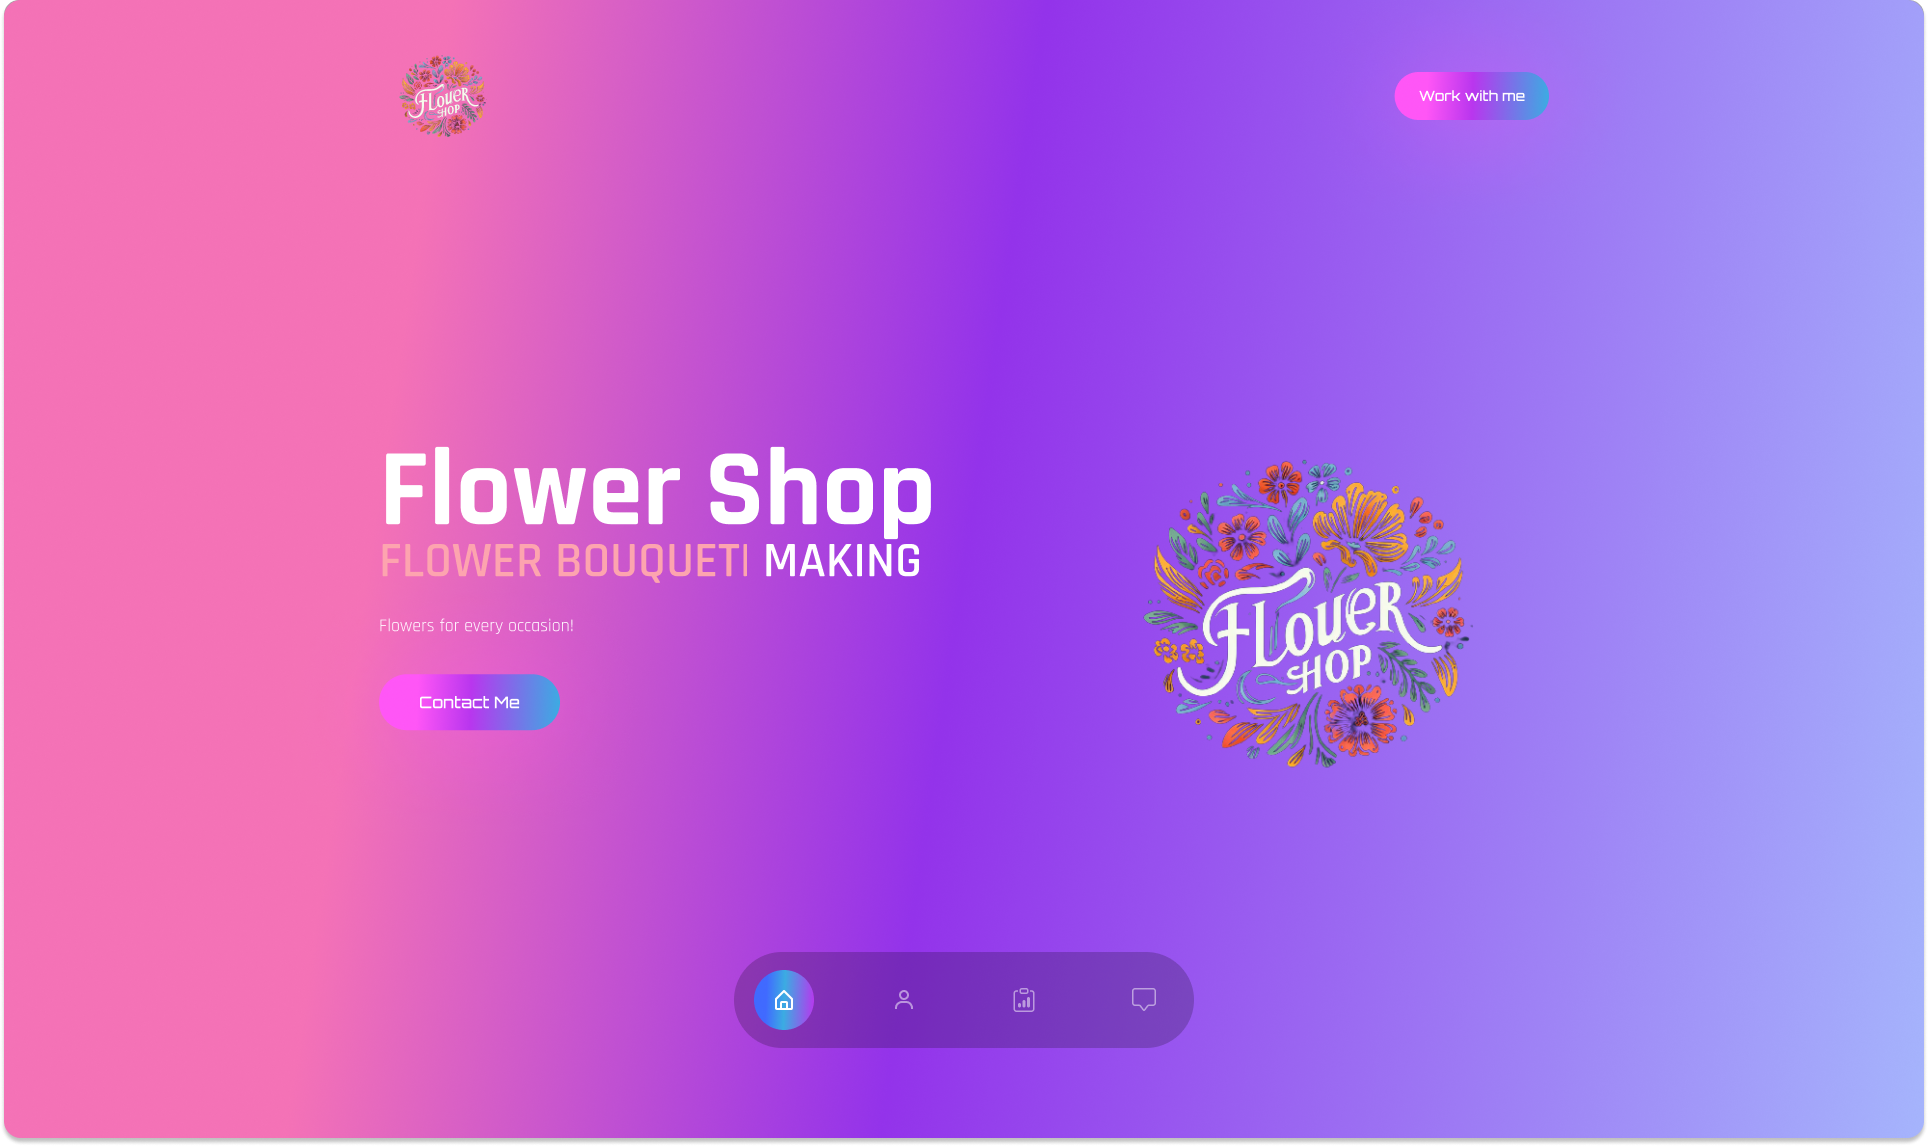 FLOWER
SHOP
Work with me
Flower Shop
FLOWER BOUQUET| MAKING
Flowers for every occasion!
Contact Me
FLOWER
SHOP